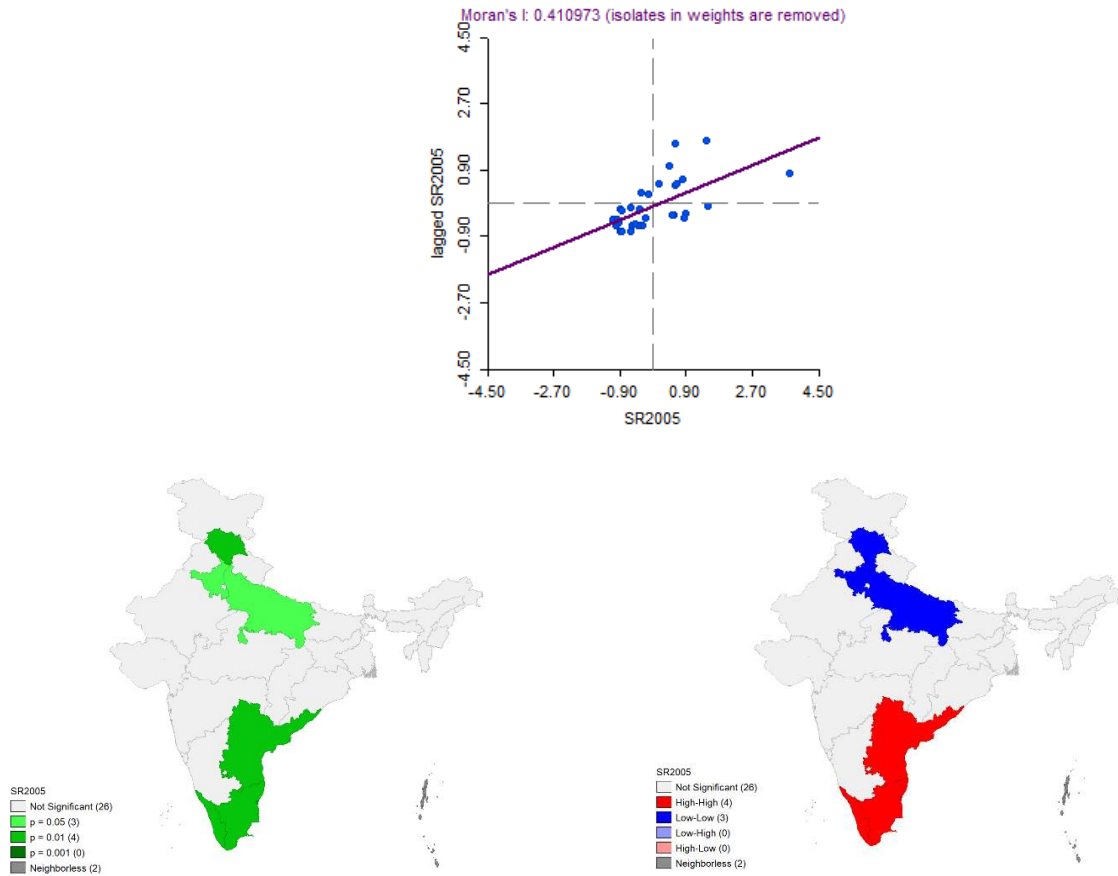 Moran's I: 0.410973 (isolates in weights are removed)
4.50
2.70
0.90
-0.90
-2.70
-4.50
lagged SR2005
-4.50 -2.70 -0.90 0.90 2.70 4.50
SR2005
SR2005
Not Significant (26)
p = 0.05 (3)
p = 0.01 (4)
p = 0.001 (0)
Neighborless (2)
SR2005
Not Significant (26)
High-High (4)
Low-Low (3)
Low-High (0)
High-Low (0)
Neighborless (2)